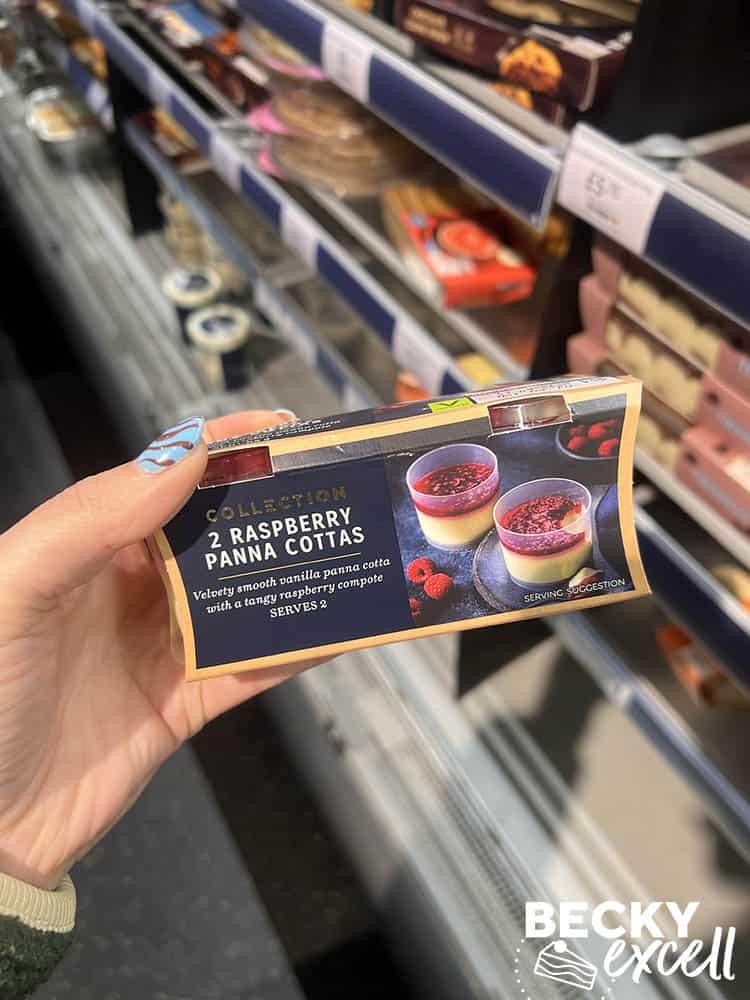 COLLECTION
2 RASPBERRY
PANNA COTTAS
Velvety smooth vanilla panna cotta
with a tangy raspberry compote
SERVES 2
SERVING SUGGESTION
BECKY
excell